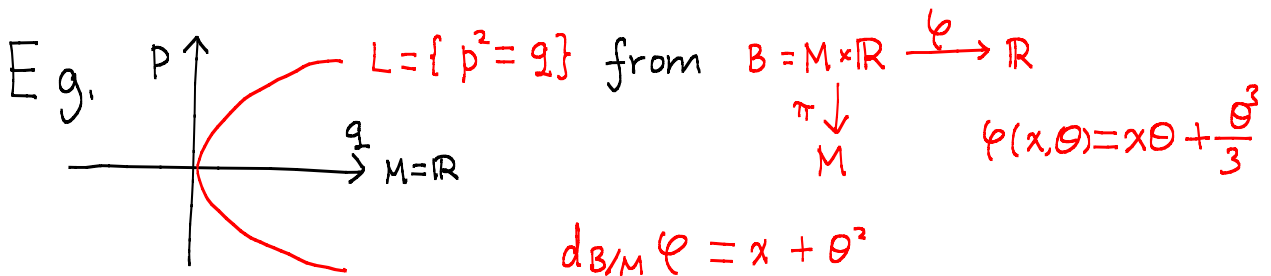 E.g. p L = { p² = q } from B = M × ℝ —φ→ ℝ
q π ↓ φ(x,θ) = xθ + θ³/3
M = ℝ M
d_{B/M} φ = x + θ²